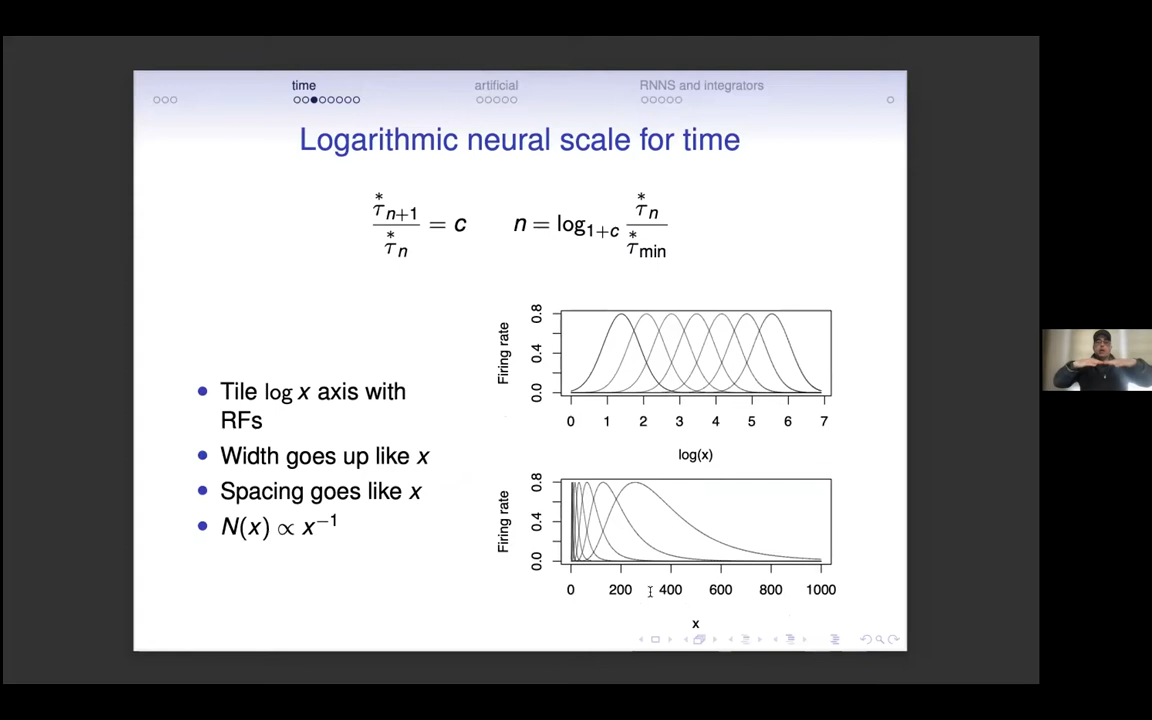 time artificial RNNS and integrators
Logarithmic neural scale for time
τ*ₙ₊₁ / τ*ₙ = c    n = log₁₊c τ*ₙ / τ*min
Tile log x axis with
RFs
Width goes up like x
Spacing goes like x
N(x) ∝ x⁻¹
Firing rate
0.0 0.4 0.8
0 1 2 3 4 5 6 7
log(x)
Firing rate
0.0 0.4 0.8
0 200 400 600 800 1000
x